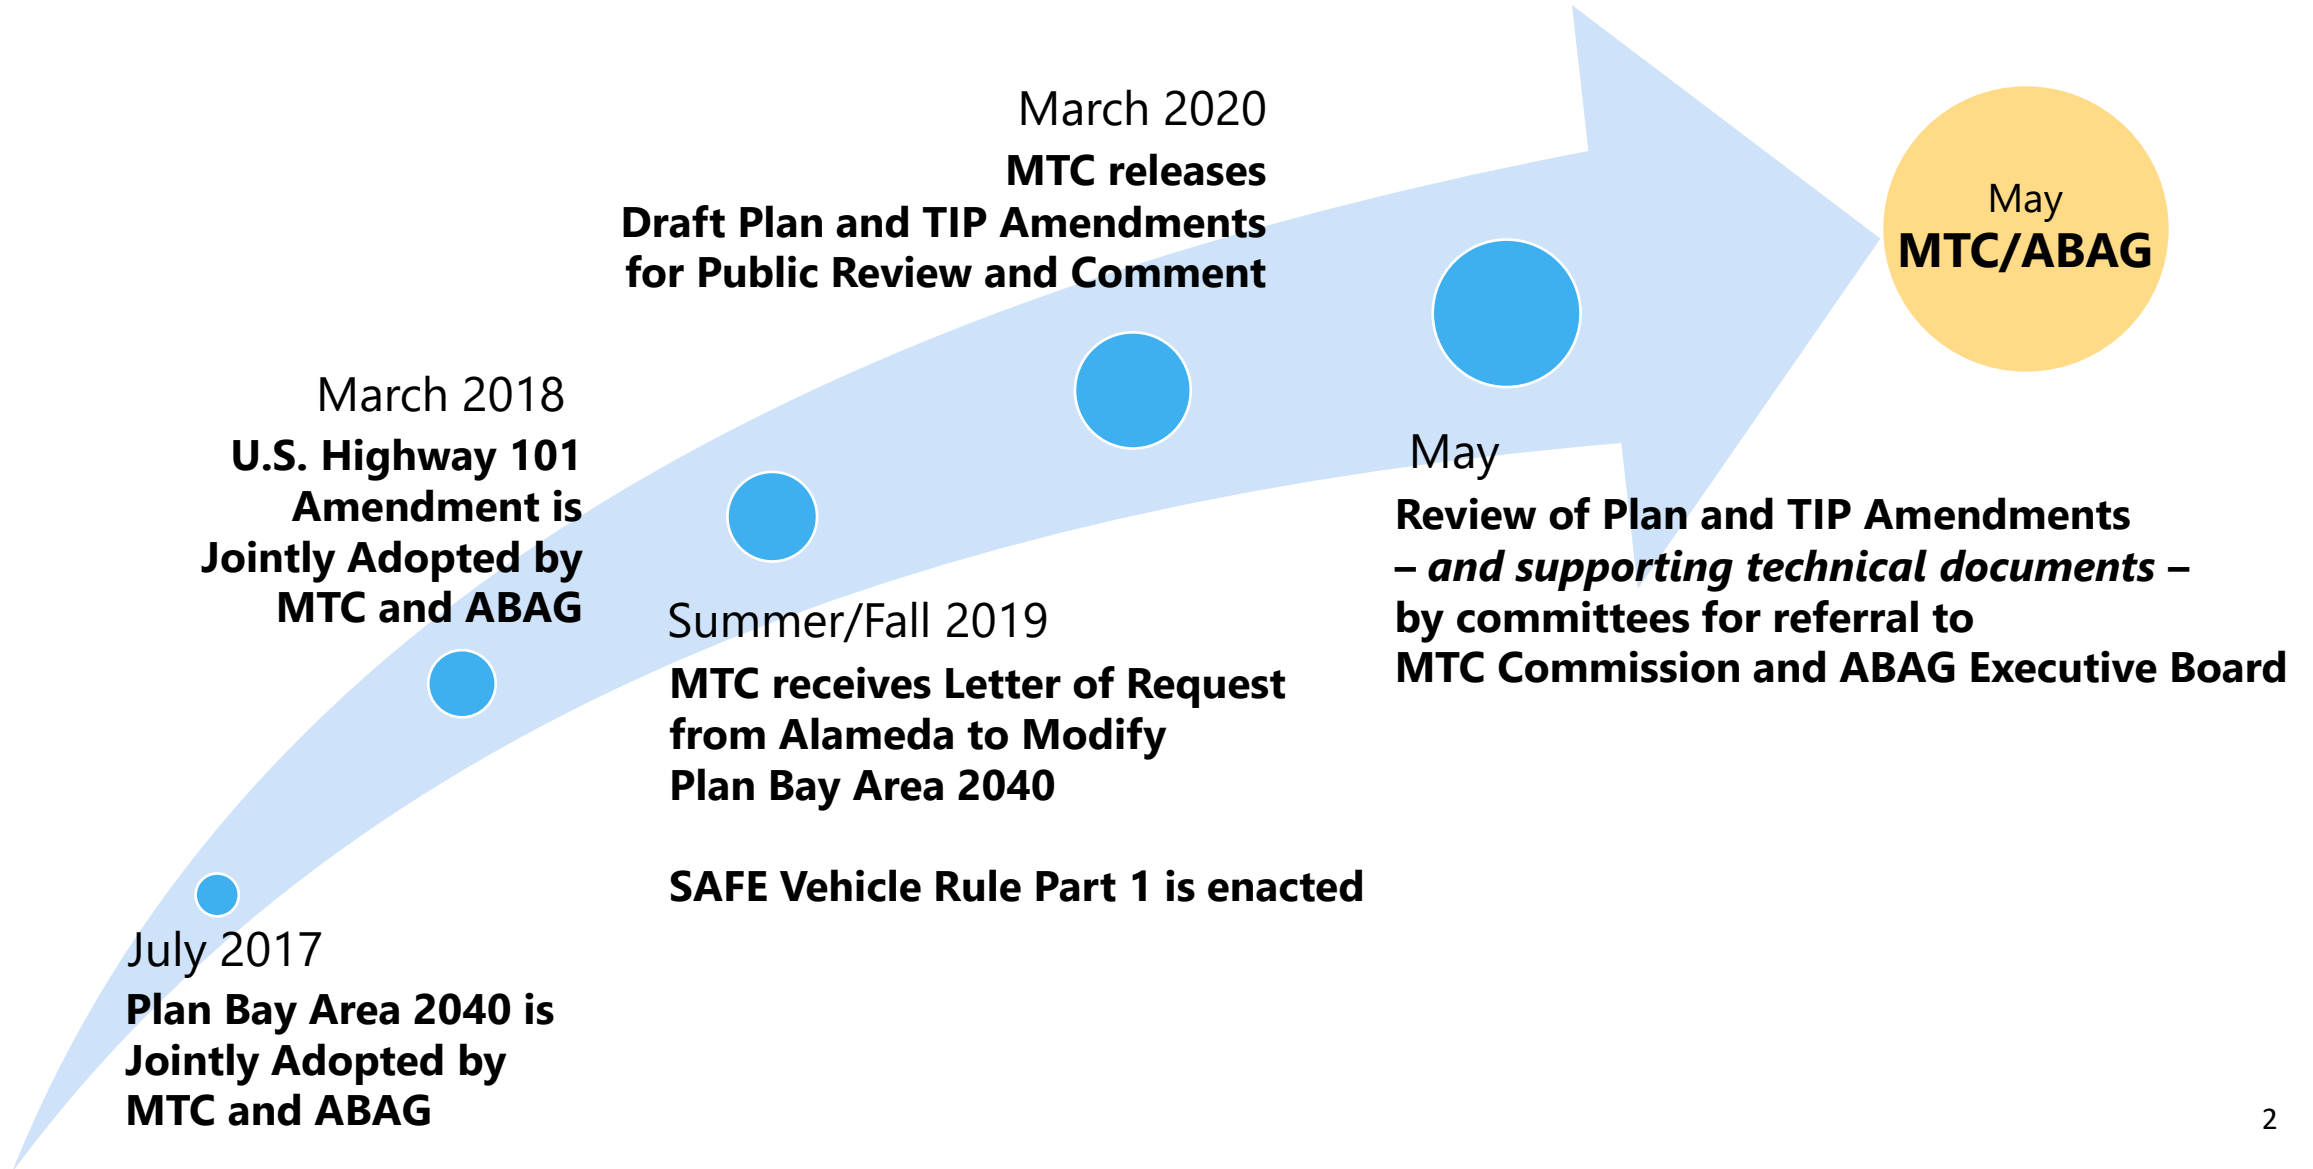 July 2017
Plan Bay Area 2040 is
Jointly Adopted by
MTC and ABAG
March 2018
U.S. Highway 101
Amendment is
Jointly Adopted by
MTC and ABAG
Summer/Fall 2019
MTC receives Letter of Request
from Alameda to Modify
Plan Bay Area 2040
SAFE Vehicle Rule Part 1 is enacted
March 2020
MTC releases
Draft Plan and TIP Amendments
for Public Review and Comment
May
Review of Plan and TIP Amendments
– and supporting technical documents –
by committees for referral to
MTC Commission and ABAG Executive Board
May
MTC/ABAG
2